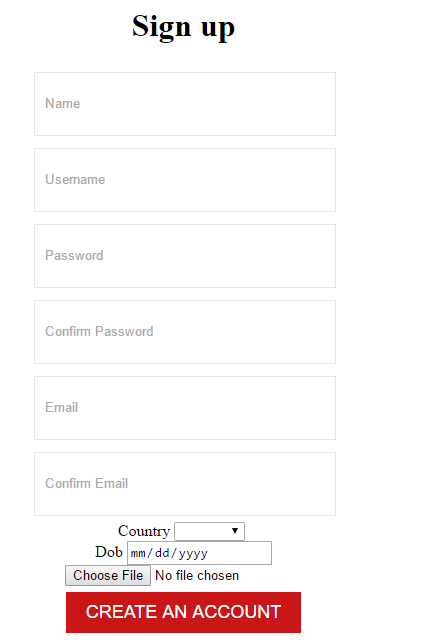 Sign up
Name
Username
Password
Confirm Password
Email
Confirm Email
Country
Dob mm/dd/yyyy
Choose File No file chosen
CREATE AN ACCOUNT